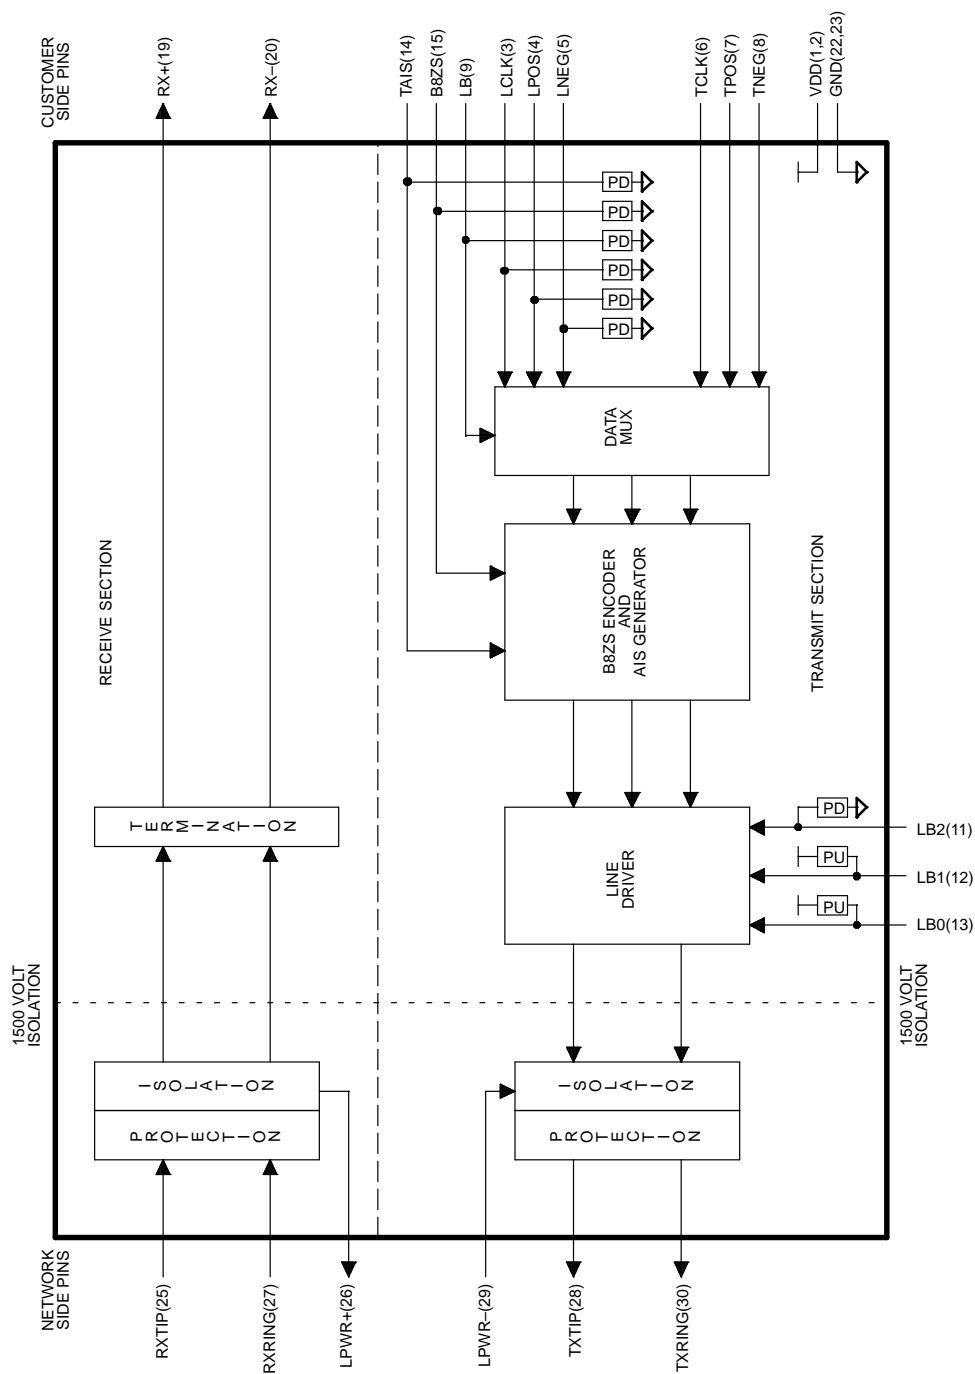 CUSTOMER
SIDE PINS
RX+(19)
RX–(20)
TAIS(14)
B8ZS(15)
LB(9)
LCLK(3)
LPOS(4)
LNEG(5)
TCLK(6)
TPOS(7)
TNEG(8)
VDD(1,2)
GND(22,23)
PD
PD
PD
PD
PD
PD
DATA
MUX
RECEIVE SECTION
B8ZS ENCODER
AND
AIS GENERATOR
TRANSMIT SECTION
TERMINATION
LINE
DRIVER
PD
LB2(11)
PU
LB1(12)
PU
LB0(13)
1500 VOLT
ISOLATION
1500 VOLT
ISOLATION
ISOLATION
PROTECTION
ISOLATION
PROTECTION
NETWORK
SIDE PINS
RXTIP(25)
RXRING(27)
LPWR+(26)
LPWR–(29)
TXTIP(28)
TXRING(30)